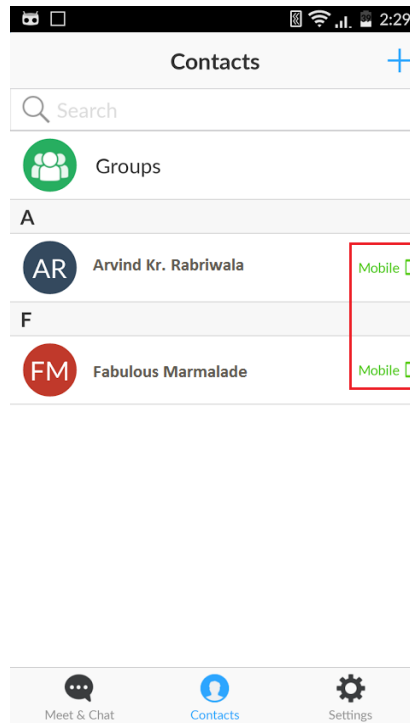 2:29
Contacts
Search
Groups
A
AR Arvind Kr. Rabriwala Mobile
F
FM Fabulous Marmalade Mobile
Meet & Chat Contacts Settings